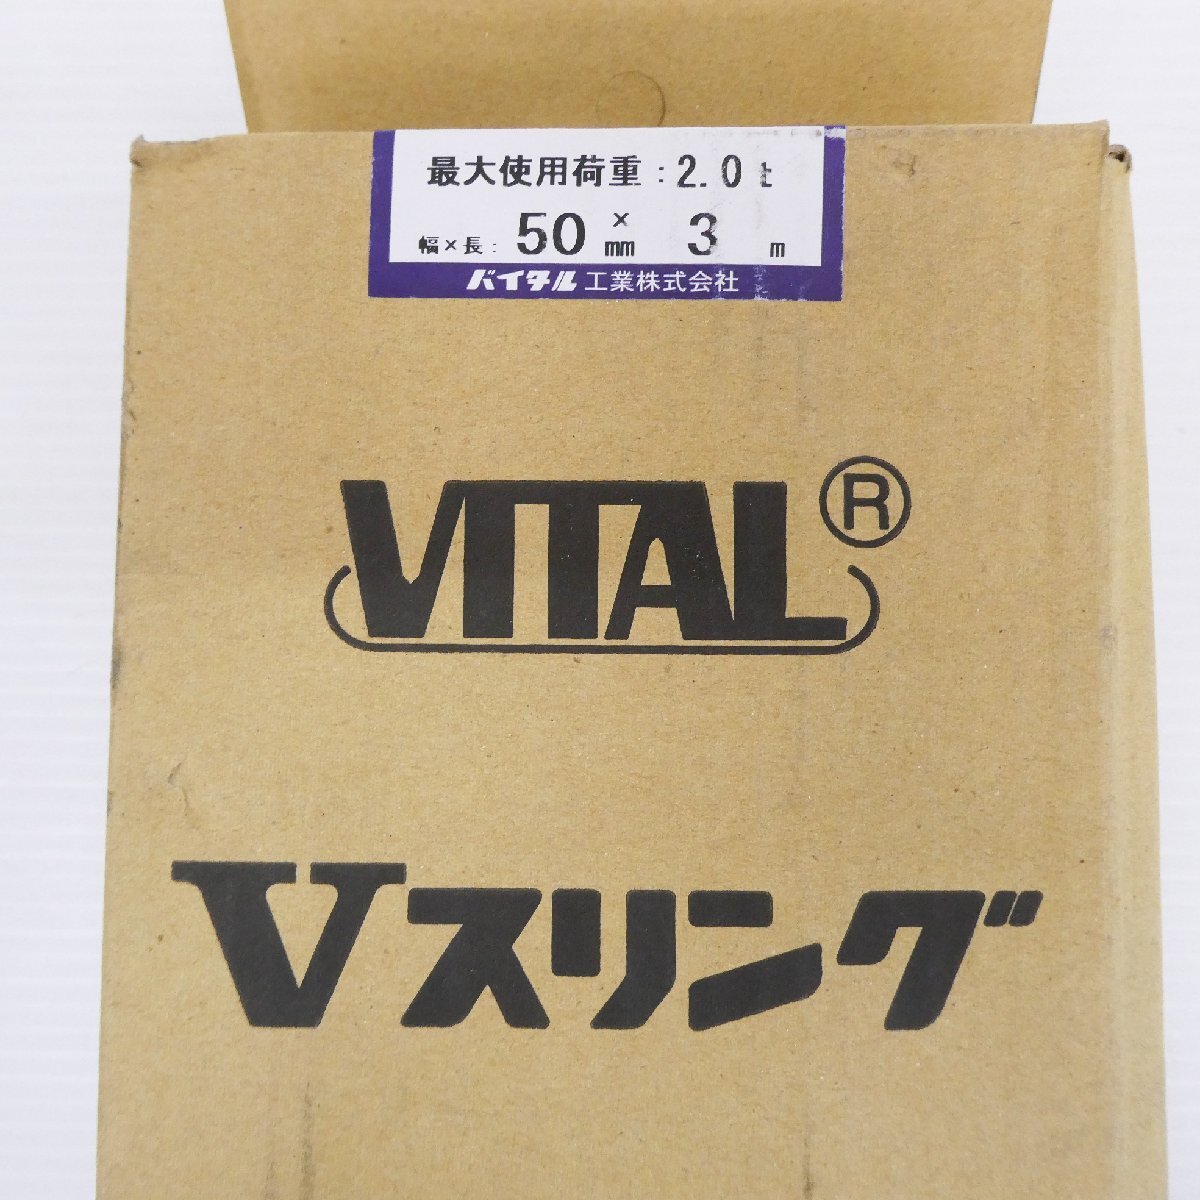 最大使用荷重：2.0t
幅×長：50mm × 3m
バイタル工業株式会社
VITAL®
Vスリング